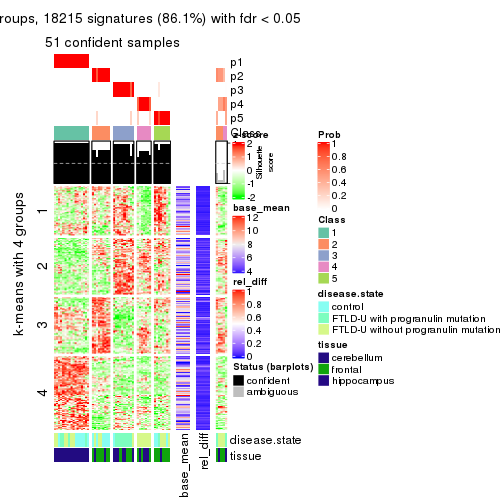 roups, 18215 signatures (86.1%) with fdr < 0.05
51 confident samples
p1
p2
p3
p4
p5
Class
Silhouette
score
k-means with 4 groups
1
2
3
4
z-score
2
1
0
-1
-2
base_mean
12
10
8
6
4
rel_diff
1
0.8
0.6
0.4
0.2
0
Status (barplots)
confident
ambiguous
Prob
1
0.8
0.6
0.4
0.2
0
Class
1
2
3
4
5
disease.state
control
FTLD-U with progranulin mutation
FTLD-U without progranulin mutation
tissue
cerebellum
frontal
hippocampus
disease.state
tissue
base_mean
rel_diff